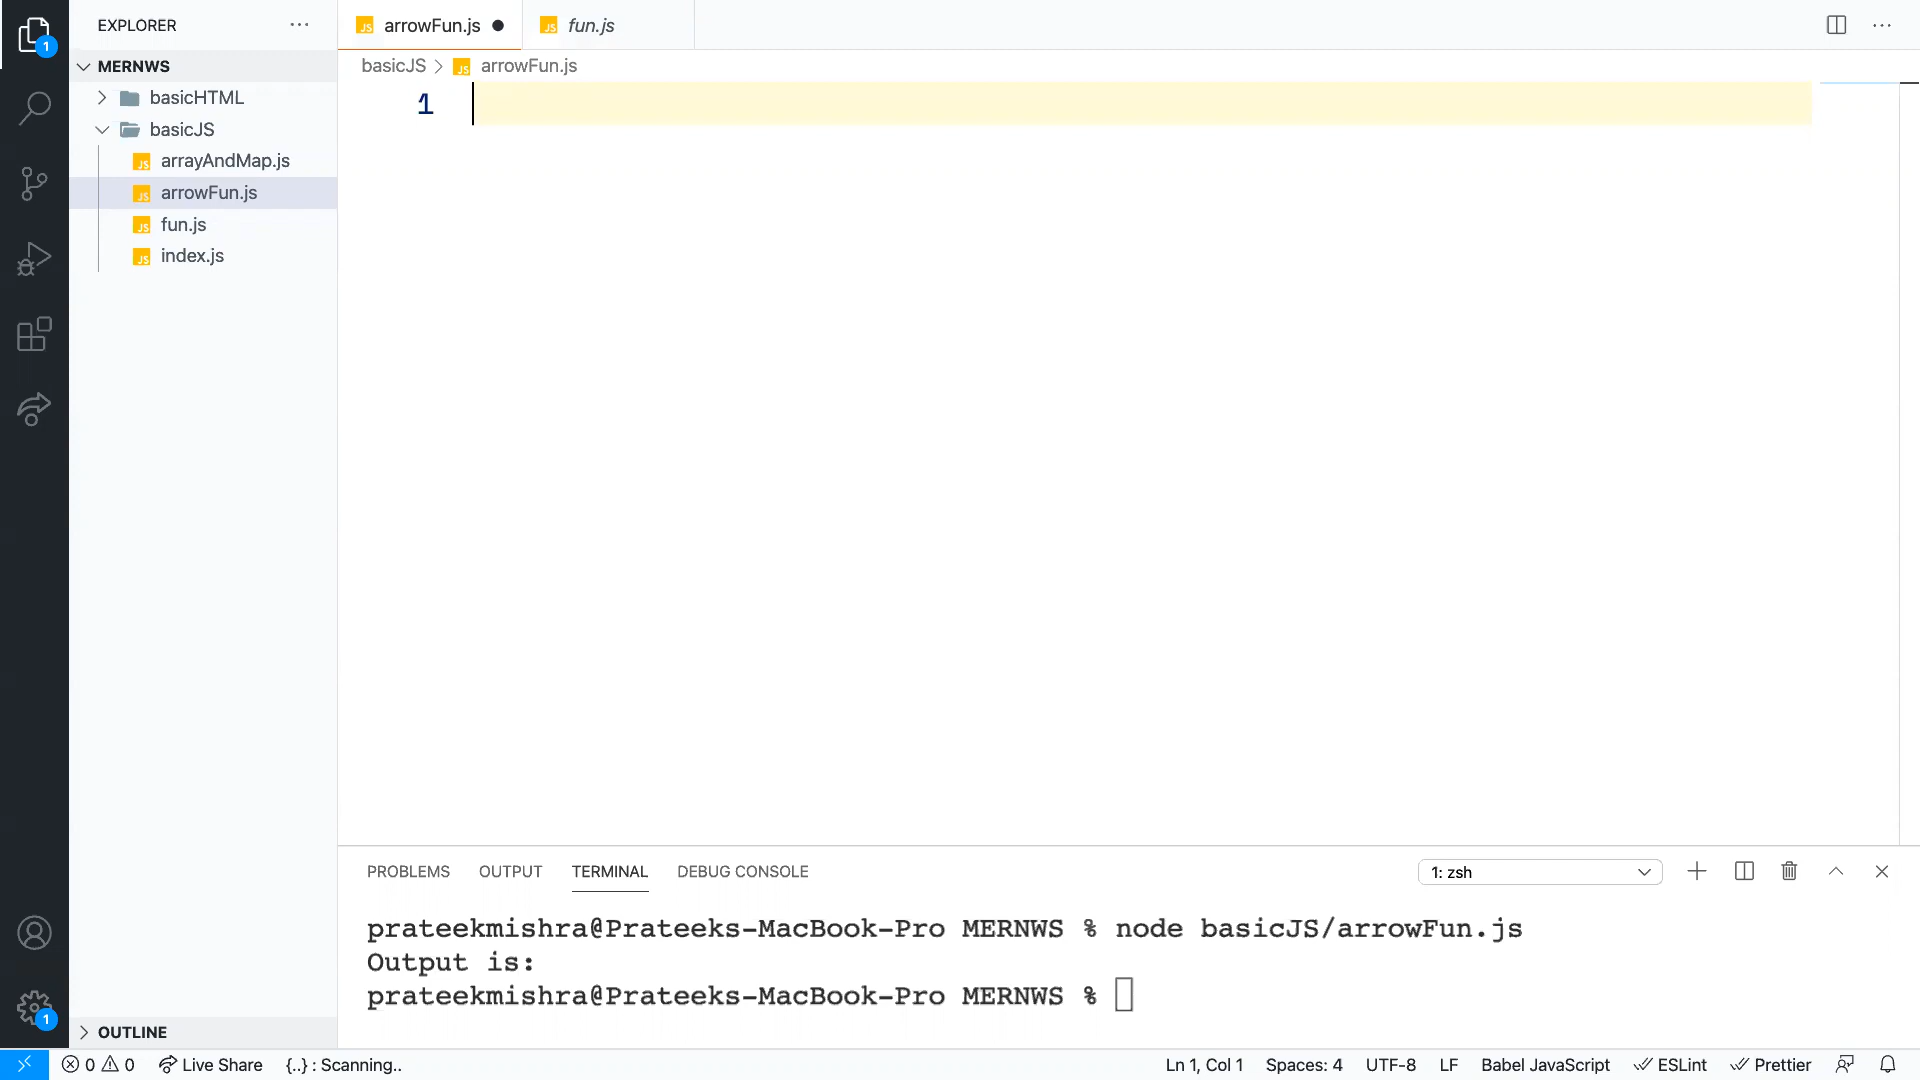 EXPLORER
arrowFun.js
fun.js
1
MERNWS
basicJS
arrowFun.js
basicHTML
1
basicJS
arrayAndMap.js
arrowFun.js
fun.js
index.js
PROBLEMS
OUTPUT
TERMINAL
DEBUG CONSOLE
1: zsh
prateekmishra@Prateeks-MacBook-Pro MERNWS % node basicJS/arrowFun.js
Output is:
prateekmishra@Prateeks-MacBook-Pro MERNWS %
1
OUTLINE
0
0
Live Share
{..} : Scanning..
Ln 1, Col 1
Spaces: 4
UTF-8
LF
Babel JavaScript
ESLint
Prettier